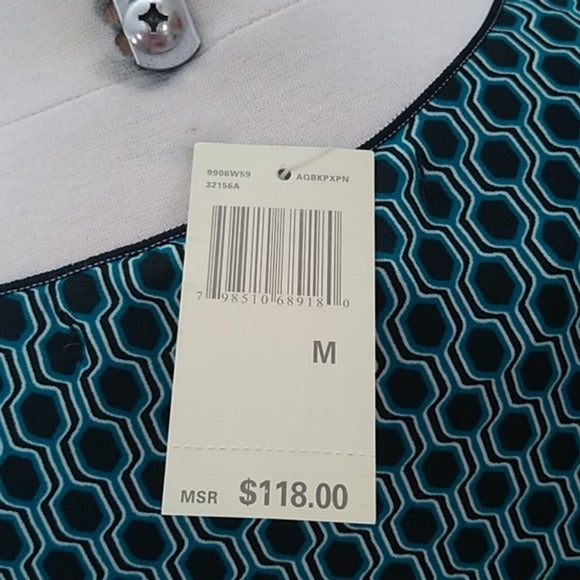 9906W59 AQBKPXPN
32156A
7 98510 68918 0
M
MSR $118.00